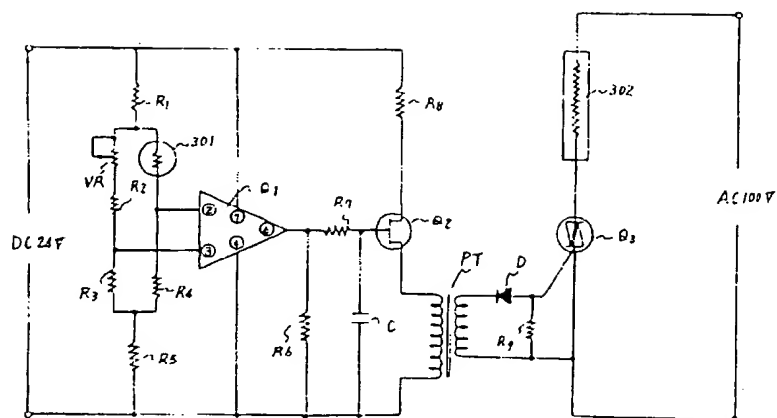 R1
R8
302
301
VR
R2
Q1
2
7
6
3
4
R7
Q2
AC100V
Q3
DC24V
PT
D
R3
R4
R6
C
R9
R5